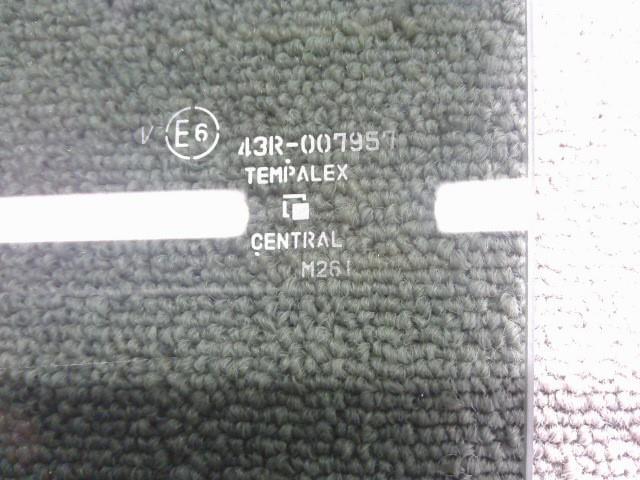 V E6 43R-007957
TEMPALEX
CENTRAL
M261